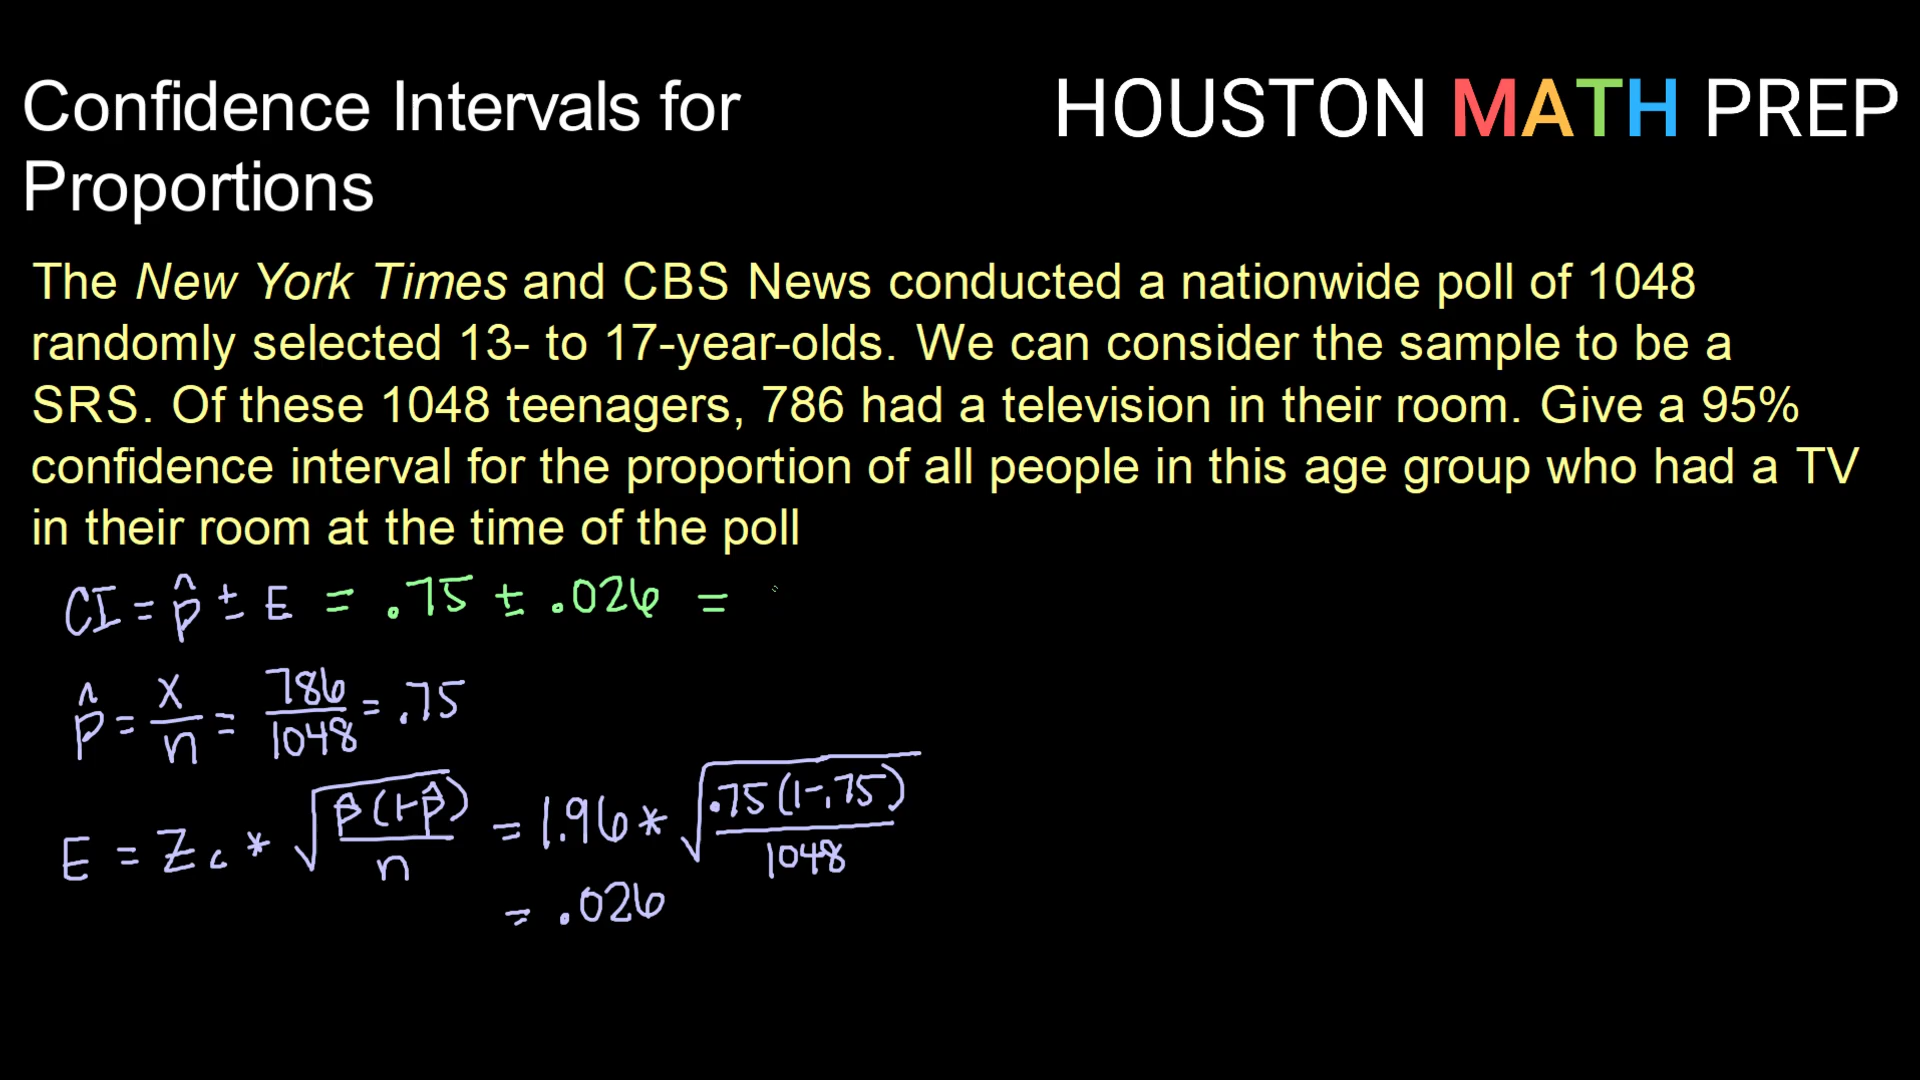 Confidence Intervals for
Proportions
HOUSTON MATH PREP
The New York Times and CBS News conducted a nationwide poll of 1048
randomly selected 13- to 17-year-olds. We can consider the sample to be a
SRS. Of these 1048 teenagers, 786 had a television in their room. Give a 95%
confidence interval for the proportion of all people in this age group who had a TV
in their room at the time of the poll
CI = p̂ ± E = .75 ± .026 =
p̂ = x/n = 786/1048 = .75
E = Zc * √(p̂(1-p̂)/n) = 1.96 * √(.75(1-.75)/1048)
= .026